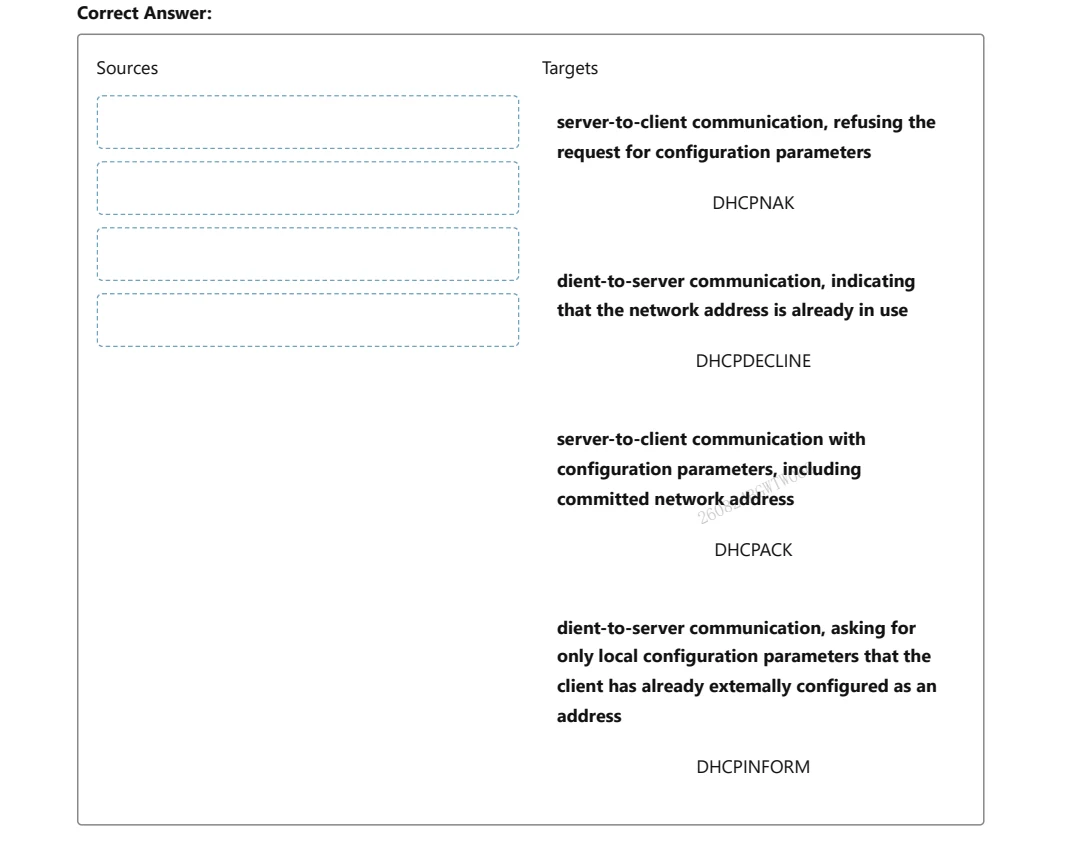 Correct Answer:
Sources
Targets
server-to-client communication, refusing the
request for configuration parameters
DHCPNAK
dient-to-server communication, indicating
that the network address is already in use
DHCPDECLINE
server-to-client communication with
configuration parameters, including
committed network address
DHCPACK
dient-to-server communication, asking for
only local configuration parameters that the
client has already extemally configured as an
address
DHCPINFORM